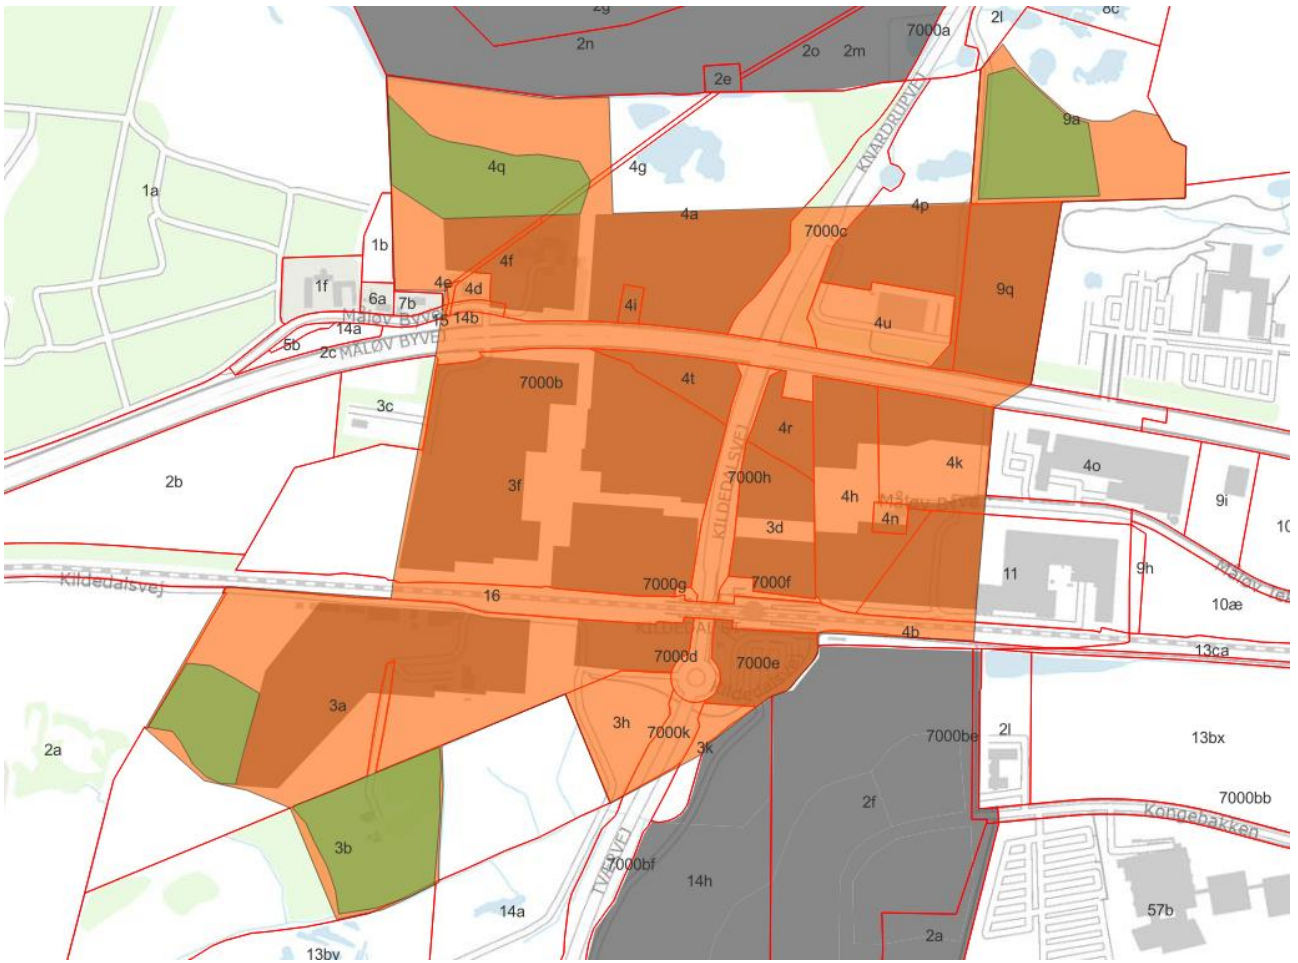 2g
2l
8c
7000a
2n
2o
2m
2e
KNARDRUPVEJ
9a
4q
4g
1a
4a
4p
7000c
1b
4f
1f
4e
4d
9q
6a
7b
4i
Måløv Byvej
15
14b
4u
14a
5b
2c
MÅLØV BYVEJ
7000b
4t
3c
4r
KILDEDALSVEJ
4k
4o
2b
3f
7000h
4h
9i
4n
3d
10
11
9h
Kildedalsvej
7000g
7000f
16
10æ
4b
13ca
7000d
7000e
Kildedalsvej
3a
3h
7000k
2a
3k
7000be
2l
13bx
7000bb
2f
Kongebakken
3b
TVÆRVEJ
7000bf
14h
14a
57b
2a
13by